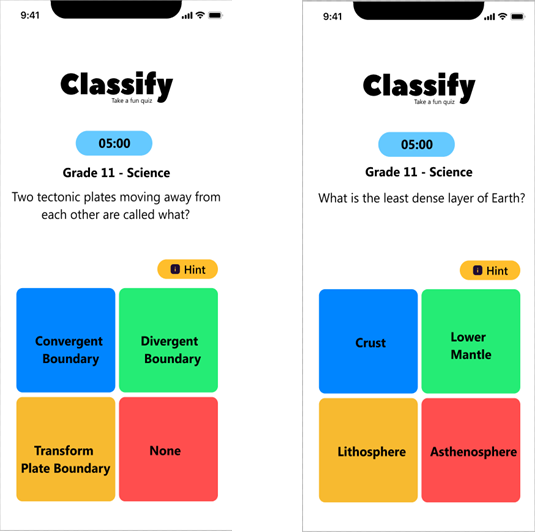 9:41
Classify
Take a fun quiz
05:00
Grade 11 - Science
Two tectonic plates moving away from
each other are called what?
Hint
Convergent
Boundary
Divergent
Boundary
Transform
Plate Boundary
None
9:41
Classify
Take a fun quiz
05:00
Grade 11 - Science
What is the least dense layer of Earth?
Hint
Crust
Lower
Mantle
Lithosphere
Asthenosphere